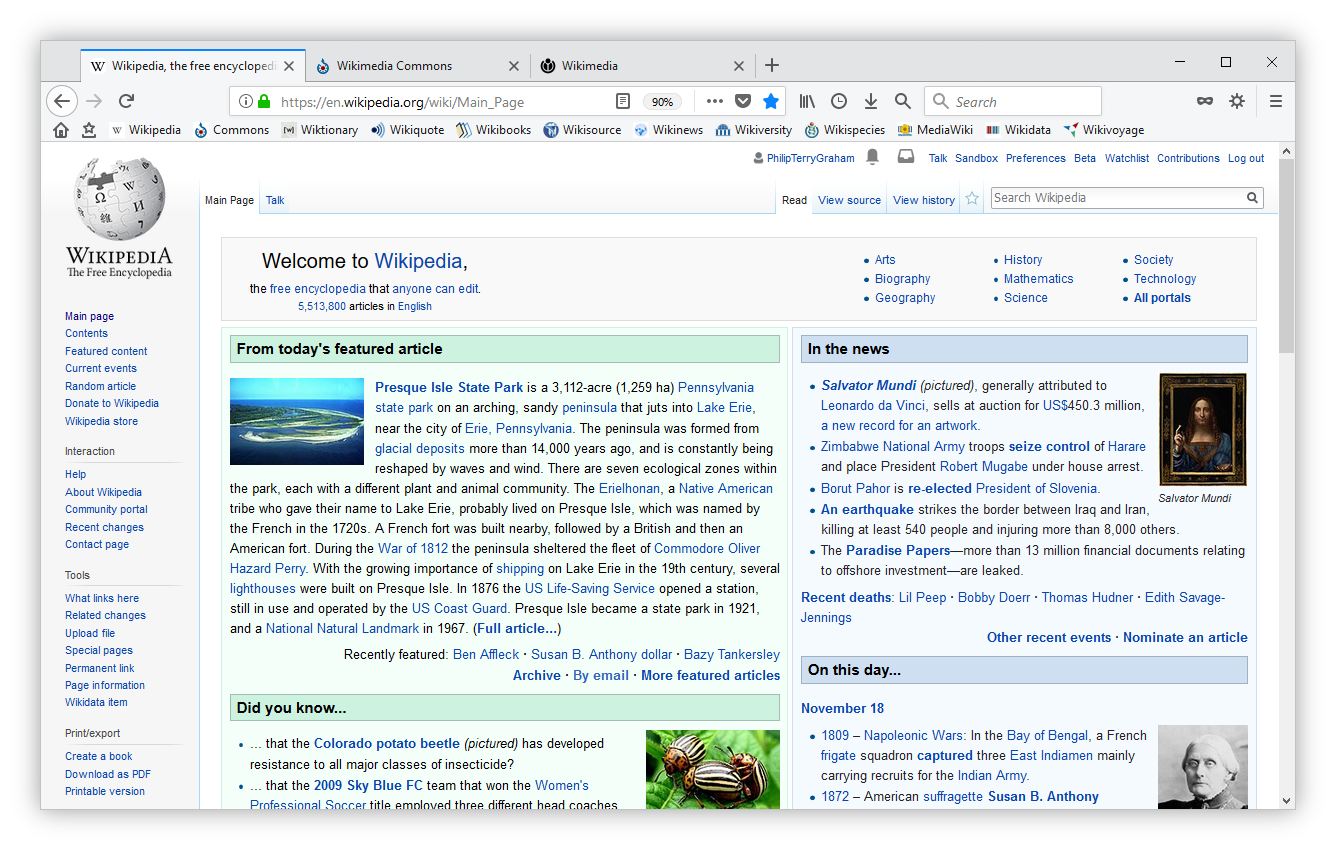 Wikipedia, the free encycloped
Wikimedia Commons
Wikimedia
https://en.wikipedia.org/wiki/Main_Page
90%
Search
Wikipedia
Commons
Wiktionary
Wikiquote
Wikibooks
Wikisource
Wikinews
Wikiversity
Wikispecies
MediaWiki
Wikidata
Wikivoyage
PhilipTerryGraham
Talk
Sandbox
Preferences
Beta
Watchlist
Contributions
Log out
WIKIPEDIA
The Free Encyclopedia
Main Page
Talk
Read
View source
View history
Search Wikipedia
Main page
Contents
Featured content
Current events
Random article
Donate to Wikipedia
Wikipedia store
Interaction
Help
About Wikipedia
Community portal
Recent changes
Contact page
Tools
What links here
Related changes
Upload file
Special pages
Permanent link
Page information
Wikidata item
Print/export
Create a book
Download as PDF
Printable version
Welcome to Wikipedia,
the free encyclopedia that anyone can edit.
5,513,800 articles in English
• Arts
• Biography
• Geography
• History
• Mathematics
• Science
• Society
• Technology
• All portals
From today's featured article
Presque Isle State Park is a 3,112-acre (1,259 ha) Pennsylvania
state park on an arching, sandy peninsula that juts into Lake Erie,
near the city of Erie, Pennsylvania. The peninsula was formed from
glacial deposits more than 14,000 years ago, and is constantly being
reshaped by waves and wind. There are seven ecological zones within
the park, each with a different plant and animal community. The Erielhonan, a Native American
tribe who gave their name to Lake Erie, probably lived on Presque Isle, which was named by
the French in the 1720s. A French fort was built nearby, followed by a British and then an
American fort. During the War of 1812 the peninsula sheltered the fleet of Commodore Oliver
Hazard Perry. With the growing importance of shipping on Lake Erie in the 19th century, several
lighthouses were built on Presque Isle. In 1876 the US Life-Saving Service opened a station,
still in use and operated by the US Coast Guard. Presque Isle became a state park in 1921,
and a National Natural Landmark in 1967. (Full article...)
Recently featured: Ben Affleck · Susan B. Anthony dollar · Bazy Tankersley
Archive · By email · More featured articles
Did you know...
• ... that the Colorado potato beetle (pictured) has developed
resistance to all major classes of insecticide?
• ... that the 2009 Sky Blue FC team that won the Women's
Professional Soccer title employed three different head coaches
In the news
• Salvator Mundi (pictured), generally attributed to
Leonardo da Vinci, sells at auction for US$450.3 million,
a new record for an artwork.
• Zimbabwe National Army troops seize control of Harare
and place President Robert Mugabe under house arrest.
• Borut Pahor is re-elected President of Slovenia.
• An earthquake strikes the border between Iraq and Iran,
killing at least 540 people and injuring more than 8,000 others.
• The Paradise Papers—more than 13 million financial documents relating
to offshore investment—are leaked.
Salvator Mundi
Recent deaths: Lil Peep · Bobby Doerr · Thomas Hudner · Edith Savage-
Jennings
Other recent events · Nominate an article
On this day...
November 18
• 1809 – Napoleonic Wars: In the Bay of Bengal, a French
frigate squadron captured three East Indiamen mainly
carrying recruits for the Indian Army.
• 1872 – American suffragette Susan B. Anthony